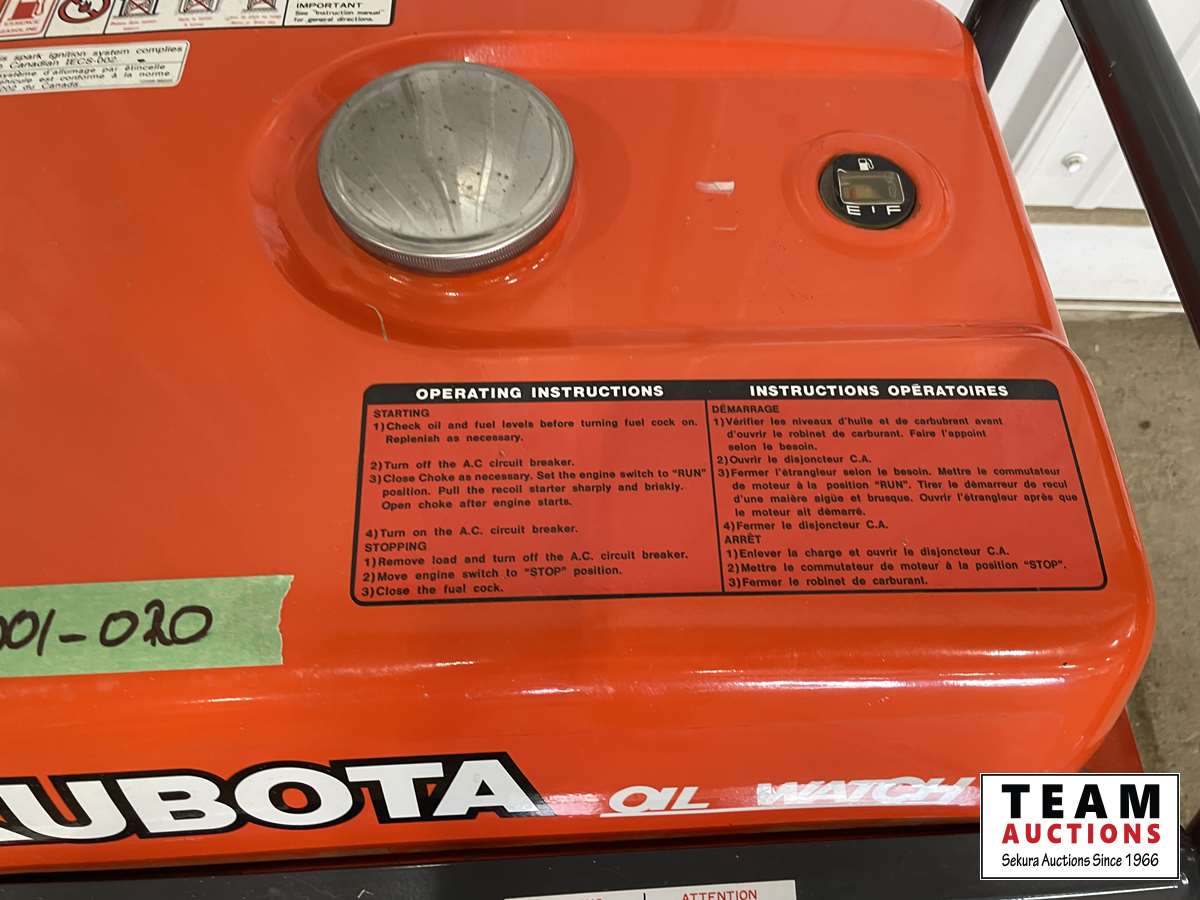 ESSENCE
GASOLINE
IMPORTANT
See "Instruction manual"
for general directions.
spark ignition system complies
Canadian ICES-002.
système d'allumage par étincelle
véhicule est conforme à la norme
002 du Canada.
E F
OPERATING INSTRUCTIONS
STARTING
1)Check oil and fuel levels before turning fuel cock on.
Replenish as necessary.
2)Turn off the A.C circuit breaker.
3)Close Choke as necessary. Set the engine switch to "RUN"
position. Pull the recoil starter sharply and briskly.
Open choke after engine starts.
4)Turn on the A.C. circuit breaker.
STOPPING
1)Remove load and turn off the A.C. circuit breaker.
2)Move engine switch to "STOP" position.
3)Close the fual cock.
INSTRUCTIONS OPÉRATOIRES
DÉMARRAGE
1)Vérifier les niveaux d'huile et de carbubrant avant
d'ouvrir le robinet de carburant. Faire l'appoint
selon le besoin.
2)Ouvrir le disjoncteur C.A.
3)Fermer l'étrangleur selon le besoin. Mettre le commutateur
de moteur à la position "RUN". Tirer le démarreur de recul
d'une maière aigüe et brusque. Ouvrir l'étrangleur après que
le moteur ait démarré.
4)Fermer le disjoncteur C.A.
ARRÊT
1)Enlever la charge et ouvrir le disjoncteur C.A.
2)Mettre le commutateur de moteur à la position "STOP".
3)Fermer le robinet de carburant.
001-020
KUBOTA
OIL WATCH
ATTENTION
TEAM
AUCTIONS
Sekura Auctions Since 1966